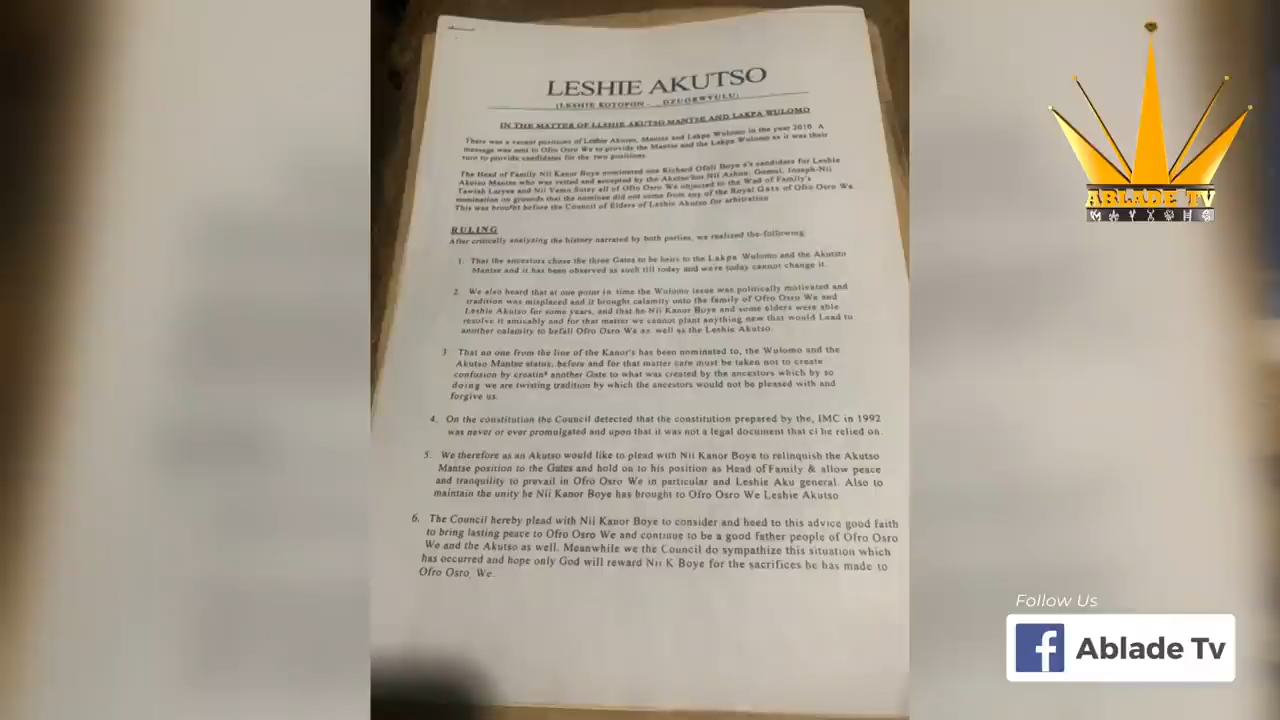 LESHIE AKUTSO
(LESHIE KOTOPON - DZUORWULU)
IN THE MATTER OF LESHIE AKUTSO MANTSE AND LAKPA WULOMO
There was a vacant positions of Leshie Akutso, Mantse and Lakpa Wulomo in the year 2010 A
message was sent to Ofro Osro We to provide the Mantse and the Lakpa Wulomo as it was their
turn to provide candidates for the two positions
The Head of Family Nii Kanor Boye nominated one Richard Ofoli Boye as candidate for Leshie
Akutso Mantse who was vetted and accepted by the Nii Joseph-Nii
Tawiah Laryea and Nii Yemo Sotey all of Ofro Osro We objected to the of Family's
nomination on grounds that the nominee did not some from any of the Royal Gate of Ofro Osro We
This was brought before the Council of Elders of Leshie Akutso for arbitration
RULING
After critically analyzing the history narrated by both parties, we realized the-following
1. That the ancestors chose the three Gates to be heirs to the Lakpa Wulomo and the Akutsto
Mantse and it has been observed as such till today and we're today cannot change it.
2. We also heard that at one point in time the Wulomo issue was politically motivated and
tradition was misplaced and it brought calamity unto the family of Ofro Osro We and
Leshie Akutso for some years, and that he Nii Kanor Boye and some elders were able
resolve it amicably and for that matter we cannot plant anything new that would Load to
another calamity to befall Ofro Osro We as well as the Leshie Akutso.
3 That no one from the line of the Kanor's has been nominated to, the Wulomo and the
Akutso Mantse status, before and for that matter care must be taken not to create
confusion by creatin* another Gate to what was created by the ancestors which by so
doing we are twisting tradition by which the ancestors would not be pleased with and
forgive us.
4. On the constitution the Council detected that the constitution prepared by the, IMC in 1992
was never or ever promulgated and upon that it was not a legal document that ci be relied on.
5. We therefore as an Akutso would like to plead with Nii Kanor Boye to relinquish the Akutso
Mantse position to the Gates and hold on to his position as Head of Family & allow peace
and tranquility to prevail in Ofro Osro We in particular and Leshie Aku general. Also to
maintain the unity he Nii Kanor Boye has brought to Ofro Osro We Leshie Akutso
6. The Council hereby plead with Nii Kanor Boye to consider and heed to this advice good faith
to bring lasting peace to Ofro Osro We and continue to be a good father people of Ofro Osro
We and the Akutso as well. Meanwhile we the Council do sympathize this situation which
has occurred and hope only God will reward Nii K Boye for the sacrifices he has made to
Ofro Osro, We.
ABLADE TV
Follow Us
f Ablade Tv